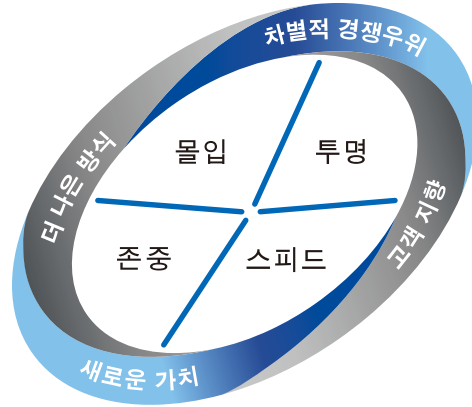 차별적 경쟁우위
몰입
투명
더 나은 방식
고객 지향
존중
스피드
새로운 가치